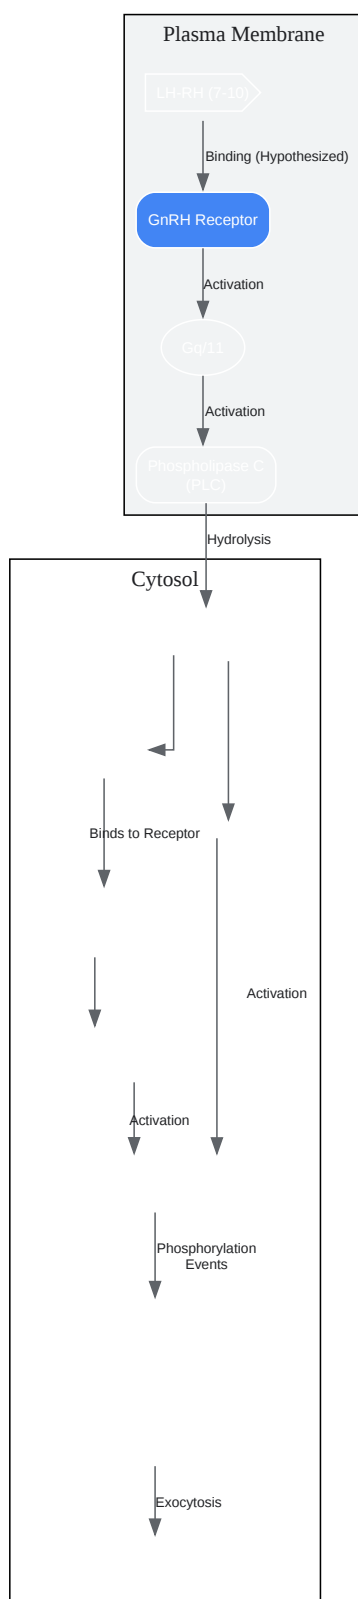 Plasma Membrane
LH-RH (7-10)
Binding (Hypothesized)
GnRH Receptor
Activation
Gq/11
Activation
Phospholipase C
(PLC)
Hydrolysis
Cytosol
Binds to Receptor
Activation
Activation
Phosphorylation
Events
Exocytosis